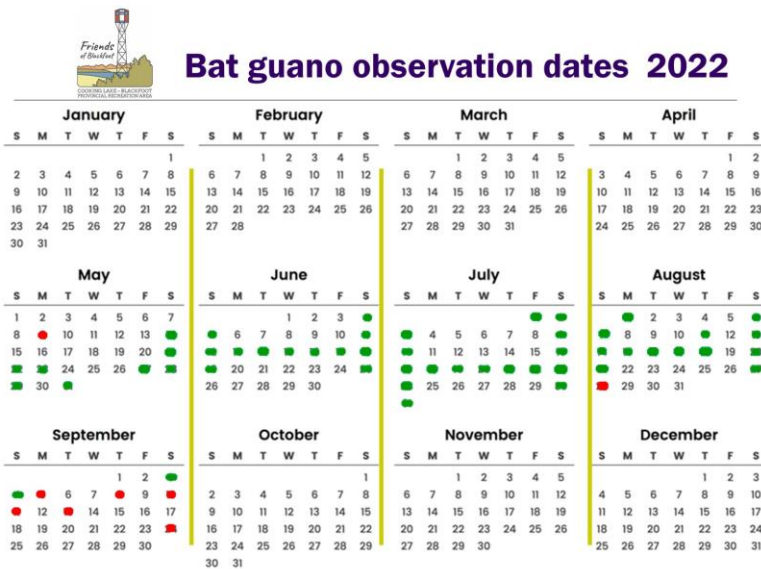 Friends
of Blackfoot
COOKING LAKE - BLACKFOOT
PROVINCIAL RECREATION AREA
Bat guano observation dates 2022
January
S M T W T F S
1
2 3 4 5 6 7 8
9 10 11 12 13 14 15
16 17 18 19 20 21 22
23 24 25 26 27 28 29
30 31
February
S M T W T F S
1 2 3 4 5
6 7 8 9 10 11 12
13 14 15 16 17 18 19
20 21 22 23 24 25 26
27 28
March
S M T W T F S
1 2 3 4 5
6 7 8 9 10 11 12
13 14 15 16 17 18 19
20 21 22 23 24 25 26
27 28 29 30 31
April
S M T W T F S
1 2
3 4 5 6 7 8 9
10 11 12 13 14 15 16
17 18 19 20 21 22 23
24 25 26 27 28 29 30
May
S M T W T F S
1 2 3 4 5 6 7
8 10 11 12 13
15 16 17 18 19 20
24 25 26
30
June
S M T W T F S
1 2 3
6 7 8 9 10
20 21 22 23 24
26 27 28 29 30
July
S M T W T F S
4 5 6 7 8
11 12 13 14 15
25 26 27 28 29
August
S M T W T F S
2 3 4 5
8 9 10 12
19
22 23 24 25 26
29 30 31
September
S M T W T F S
1 2
6 7 9
12 14 15 16 17
18 19 20 21 22 23
25 26 27 28 29 30
October
S M T W T F S
1
2 3 4 5 6 7 8
9 10 11 12 13 14 15
16 17 18 19 20 21 22
23 24 25 26 27 28 29
30 31
November
S M T W T F S
1 2 3 4 5
6 7 8 9 10 11 12
13 14 15 16 17 18 19
20 21 22 23 24 25 26
27 28 29 30
December
S M T W T F S
1 2 3
4 5 6 7 8 9 10
11 12 13 14 15 16 17
18 19 20 21 22 23 24
25 26 27 28 29 30 31